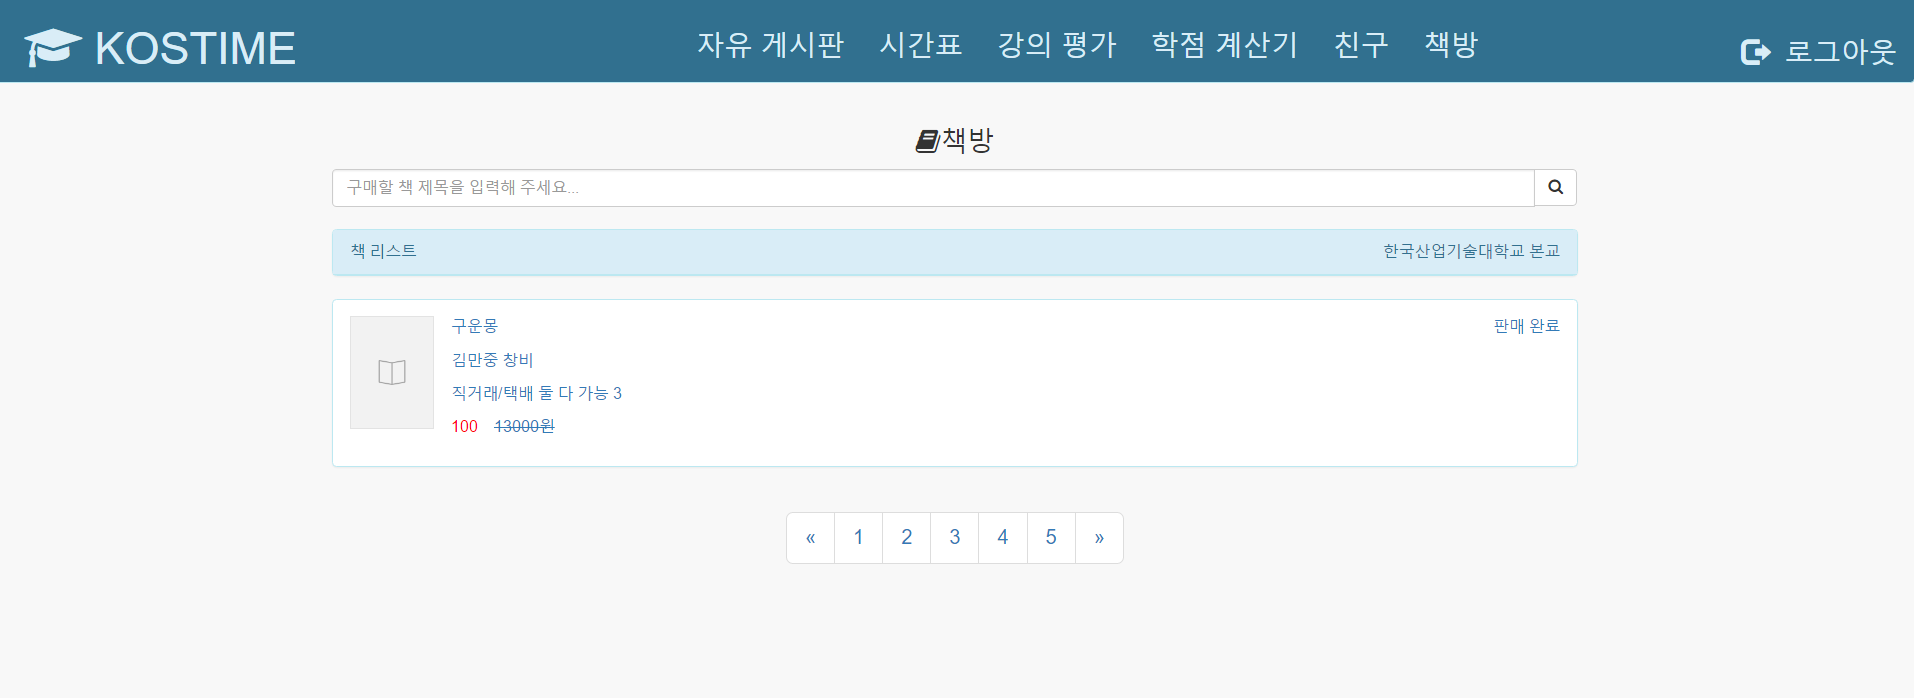 KOSTIME 자유 게시판 시간표 강의 평가 학점 계산기 친구 책방 로그아웃
책방
구매할 책 제목을 입력해 주세요...
책 리스트 한국산업기술대학교 본교
구운몽 판매 완료
김만중 창비
직거래/택배 둘 다 가능 3
100 13000원
« 1 2 3 4 5 »